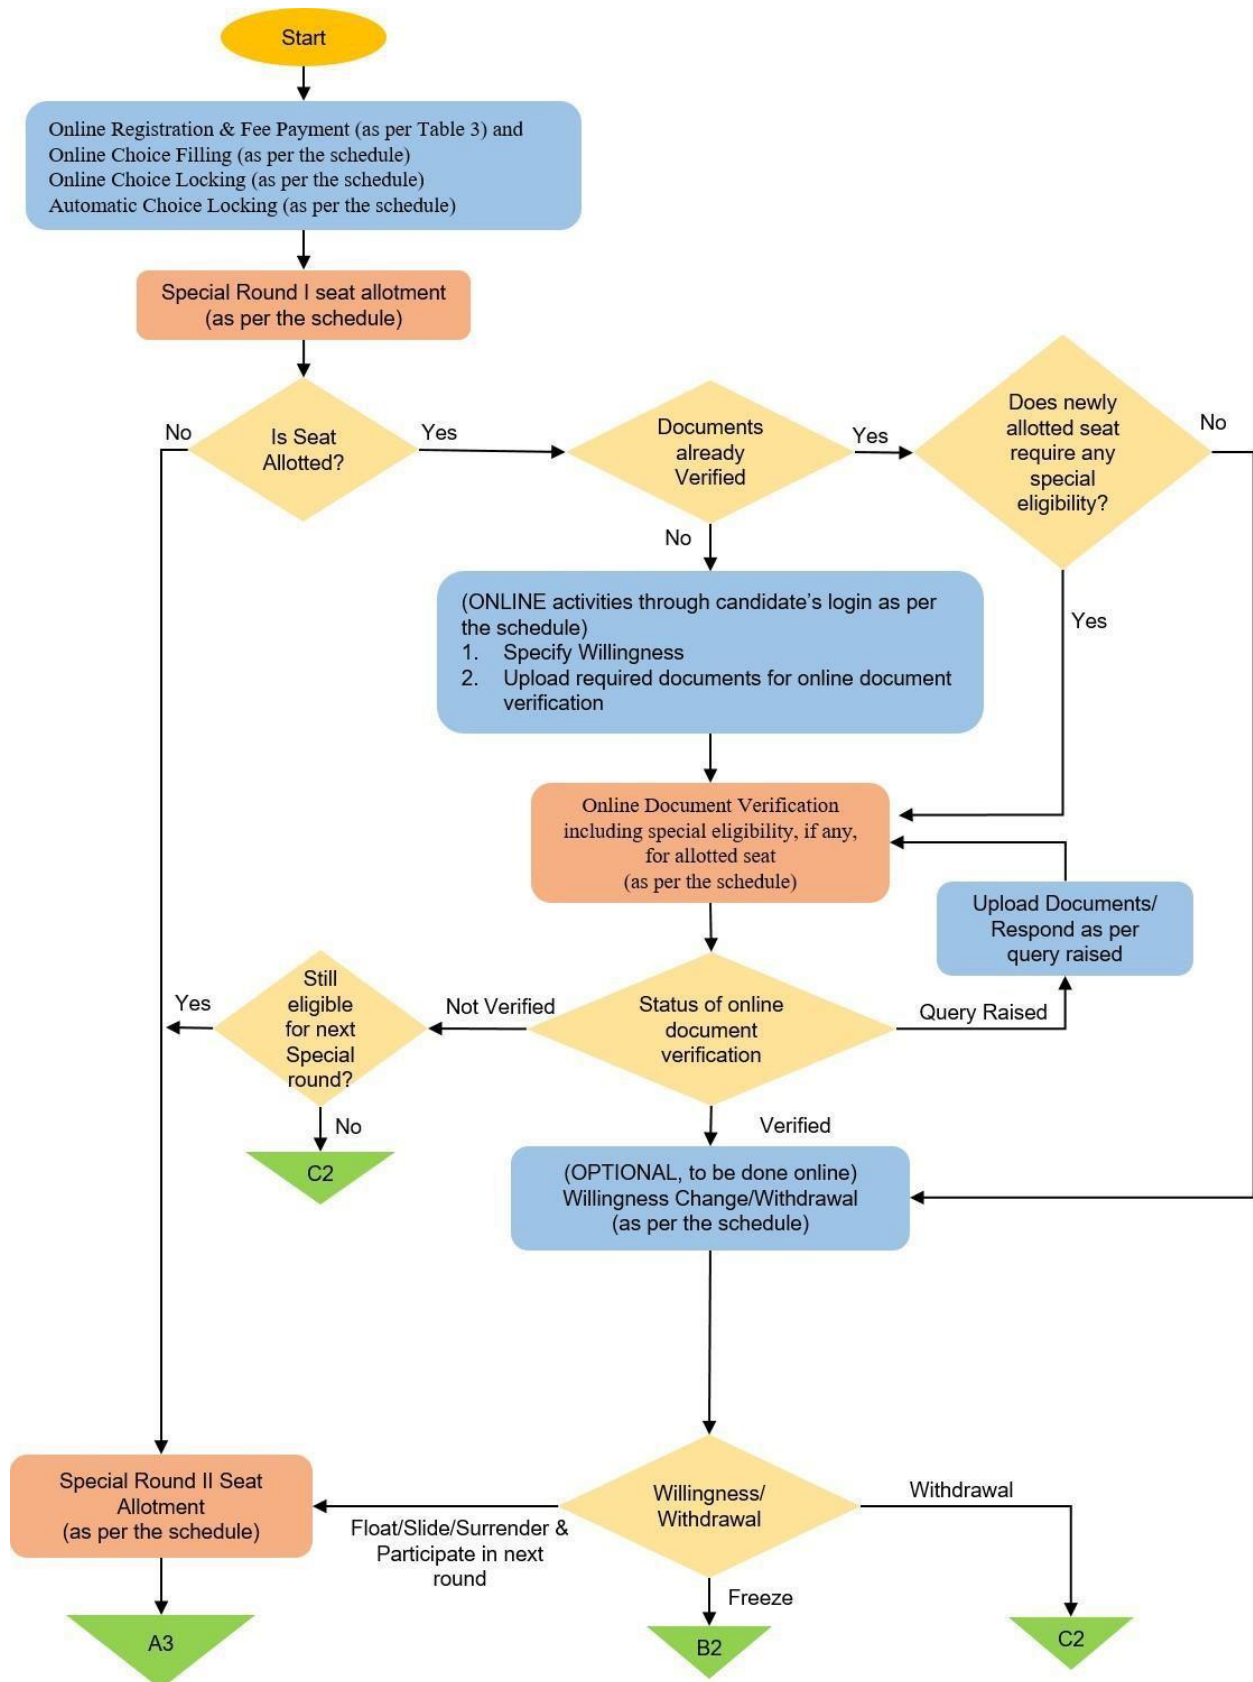 Start
Online Registration & Fee Payment (as per Table 3) and
Online Choice Filling (as per the schedule)
Online Choice Locking (as per the schedule)
Automatic Choice Locking (as per the schedule)
Special Round I seat allotment
(as per the schedule)
Is Seat
Allotted?
No
Yes
Documents
already
Verified
Yes
No
Does newly
allotted seat
require any
special
eligibility?
No
Yes
(ONLINE activities through candidate's login as per
the schedule)
1. Specify Willingness
2. Upload required documents for online document
verification
Online Document Verification
including special eligibility, if any,
for allotted seat
(as per the schedule)
Upload Documents/
Respond as per
query raised
Status of online
document
verification
Query Raised
Not Verified
Verified
Still
eligible
for next
Special
round?
Yes
No
C2
(OPTIONAL, to be done online)
Willingness Change/Withdrawal
(as per the schedule)
Willingness/
Withdrawal
Withdrawal
Float/Slide/Surrender &
Participate in next
round
Freeze
Special Round II Seat
Allotment
(as per the schedule)
A3
B2
C2